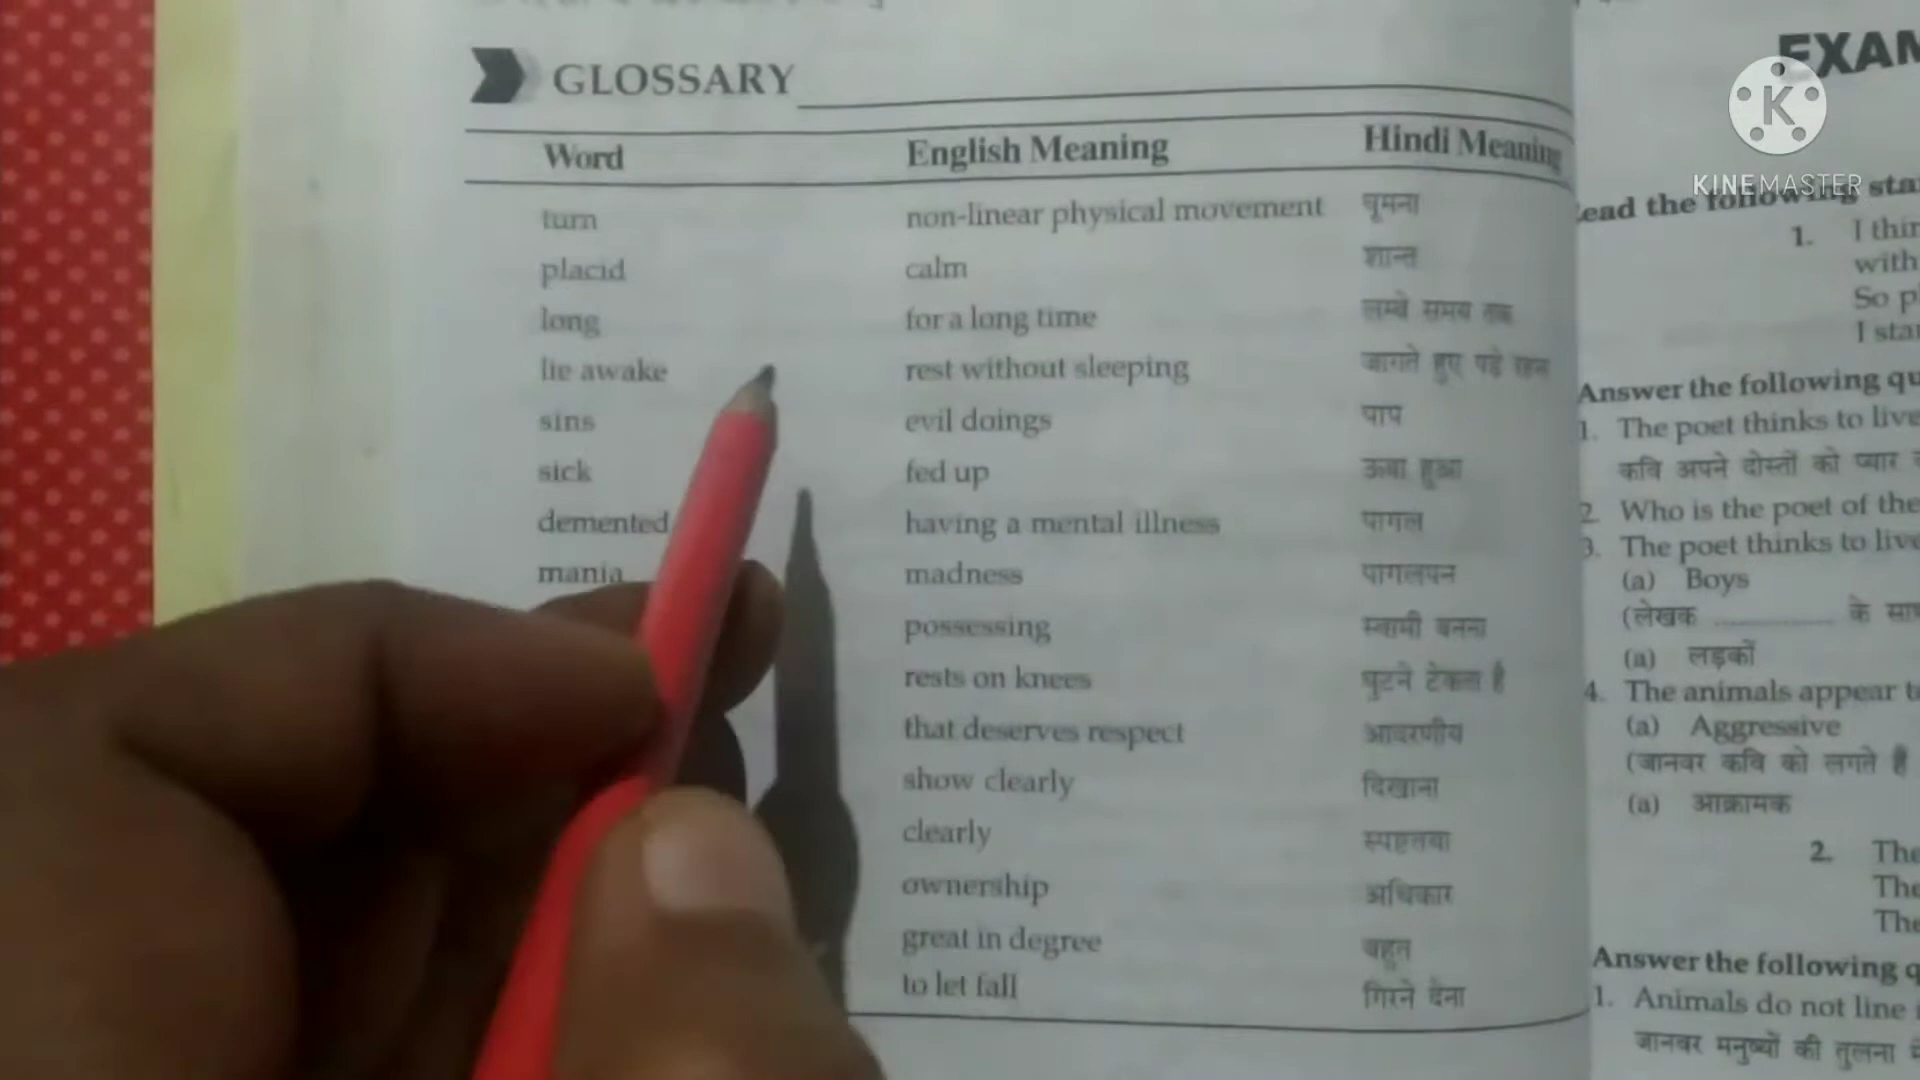 GLOSSARY
Word English Meaning Hindi Meaning
turn non-linear physical movement घूमना
placid calm शान्त
long for a long time लम्बे समय तक
lie awake rest without sleeping जागते हुए पड़े रहना
sins evil doings पाप
sick fed up ऊबा हुआ
demented having a mental illness पागल
mania madness पागलपन
possessing स्वामी बनना
rests on knees घुटने टेकता है
that deserves respect आदरणीय
show clearly दिखाना
clearly स्पष्टतया
ownership अधिकार
great in degree बहुत
to let fall गिरने देना
EXAM
KINEMASTER
Read the following
1. I
with
So
I
Answer the following
1. The poet thinks to live
कवि अपने दोस्तों को प्यार
2. Who is the poet of the
3. The poet thinks to live
(a) Boys
(लेखक ............ के
(a) लड़कों
4. The animals appear
(a) Aggressive
(जानवर कवि को लगते हैं
(a) आक्रामक
2. The
The
The
Answer the following
1. Animals do not line
जानवर मनुष्यों की तुलना